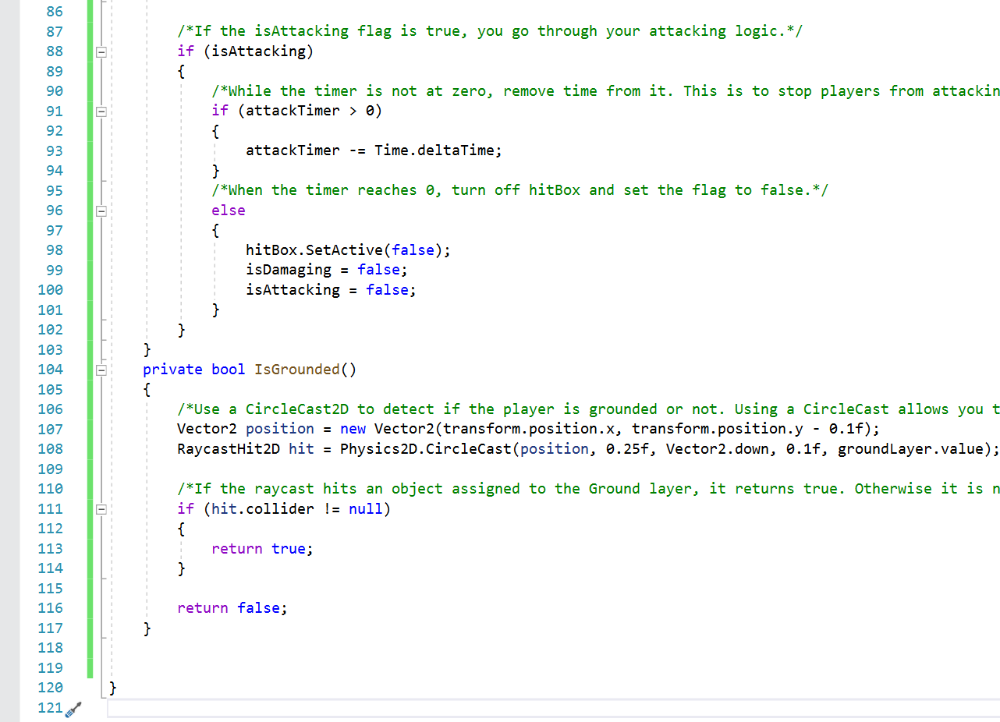 86
87 /*If the isAttacking flag is true, you go through your attacking logic.*/
88 if (isAttacking)
89 {
90 /*While the timer is not at zero, remove time from it. This is to stop players from attackin
91 if (attackTimer > 0)
92 {
93 attackTimer -= Time.deltaTime;
94 }
95 /*When the timer reaches 0, turn off hitBox and set the flag to false.*/
96 else
97 {
98 hitBox.SetActive(false);
99 isDamaging = false;
100 isAttacking = false;
101 }
102 }
103 }
104 private bool IsGrounded()
105 {
106 /*Use a CircleCast2D to detect if the player is grounded or not. Using a CircleCast allows you t
107 Vector2 position = new Vector2(transform.position.x, transform.position.y - 0.1f);
108 RaycastHit2D hit = Physics2D.CircleCast(position, 0.25f, Vector2.down, 0.1f, groundLayer.value);
109
110 /*If the raycast hits an object assigned to the Ground layer, it returns true. Otherwise it is n
111 if (hit.collider != null)
112 {
113 return true;
114 }
115
116 return false;
117 }
118
119
120 }
121